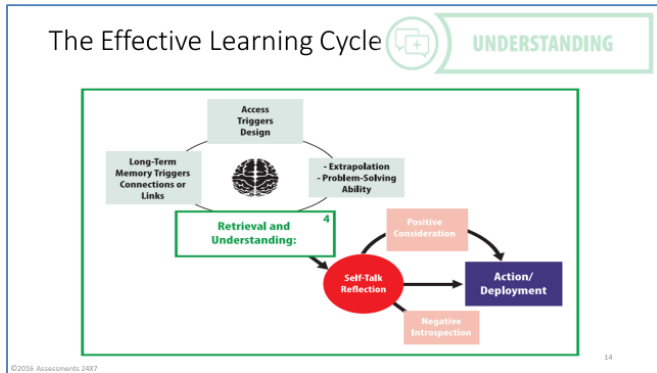 The Effective Learning Cycle
UNDERSTANDING
Access
Triggers
Design
Long-Term
Memory Triggers
Connections or
Links
- Extrapolation
- Problem-Solving
Ability
4
Retrieval and
Understanding:
Positive
Consideration
Self-Talk
Reflection
Action/
Deployment
Negative
Introspection
14
©2016 Assessments 24X7